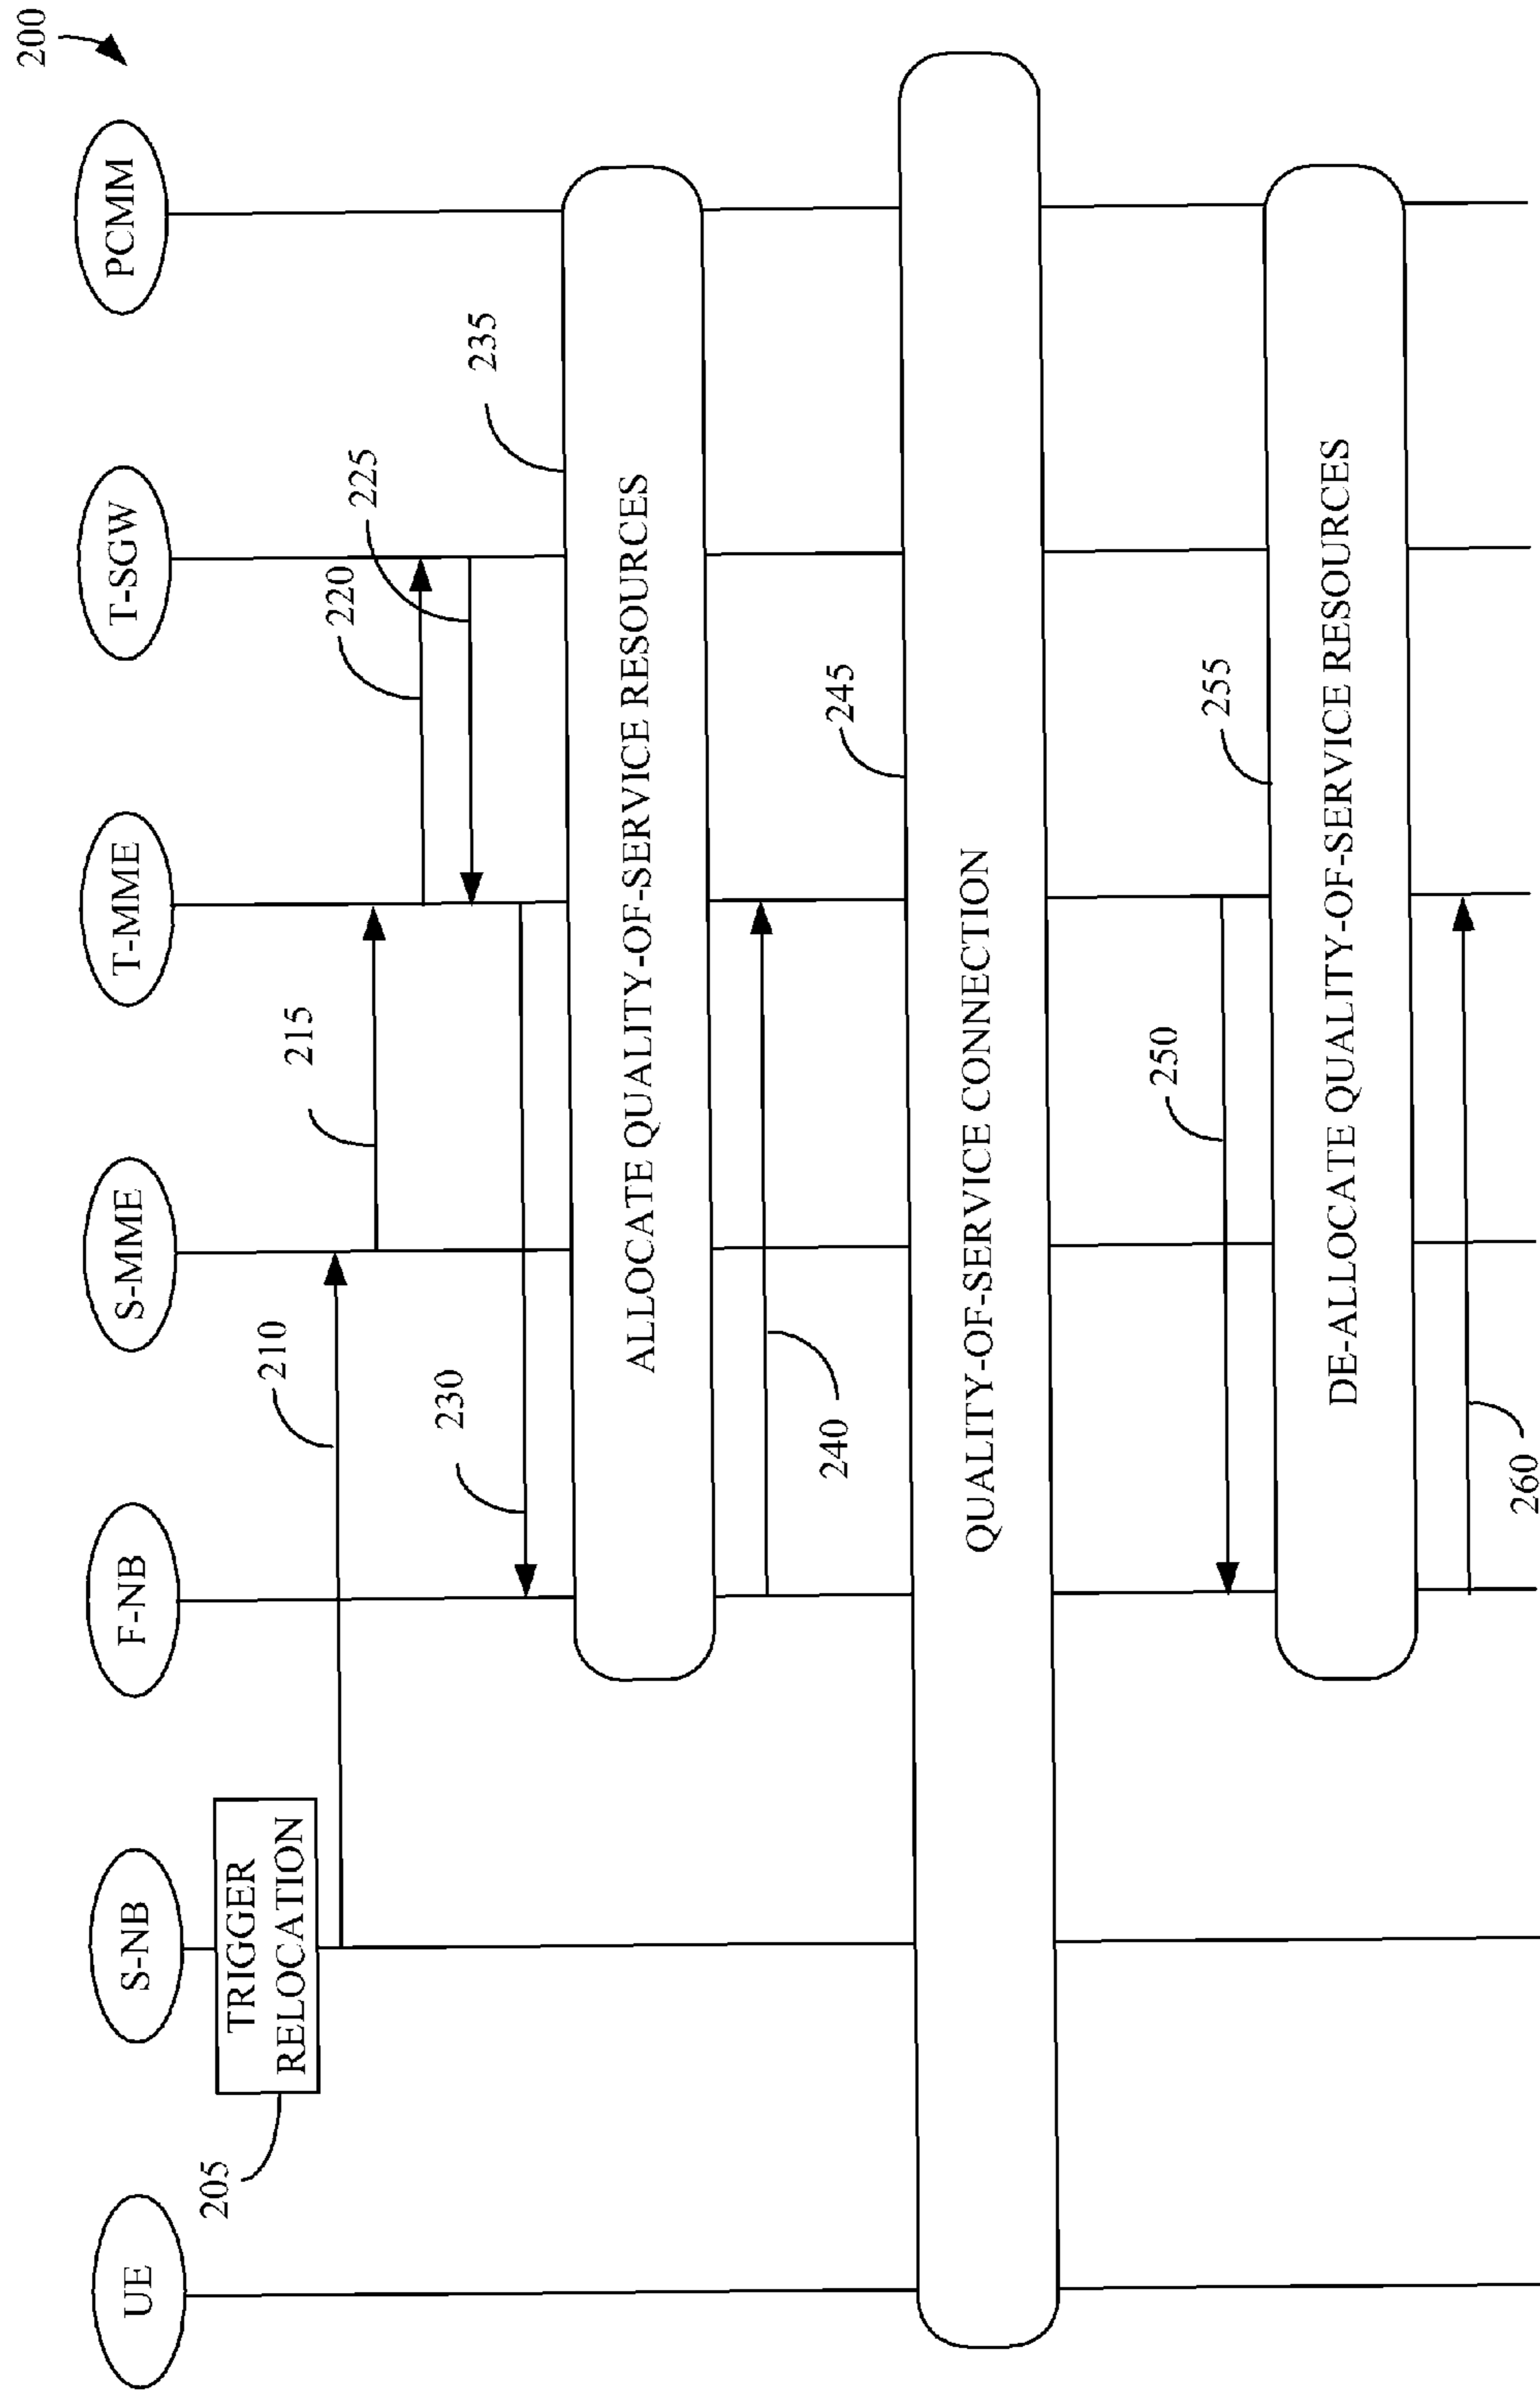 200
UE
S-NB
F-NB
S-MME
T-MME
T-SGW
PCMM
205
TRIGGER
RELOCATION
210
215
220
225
230
235
ALLOCATE QUALITY-OF-SERVICE RESOURCES
240
245
QUALITY-OF-SERVICE CONNECTION
250
255
DE-ALLOCATE QUALITY-OF-SERVICE RESOURCES
260